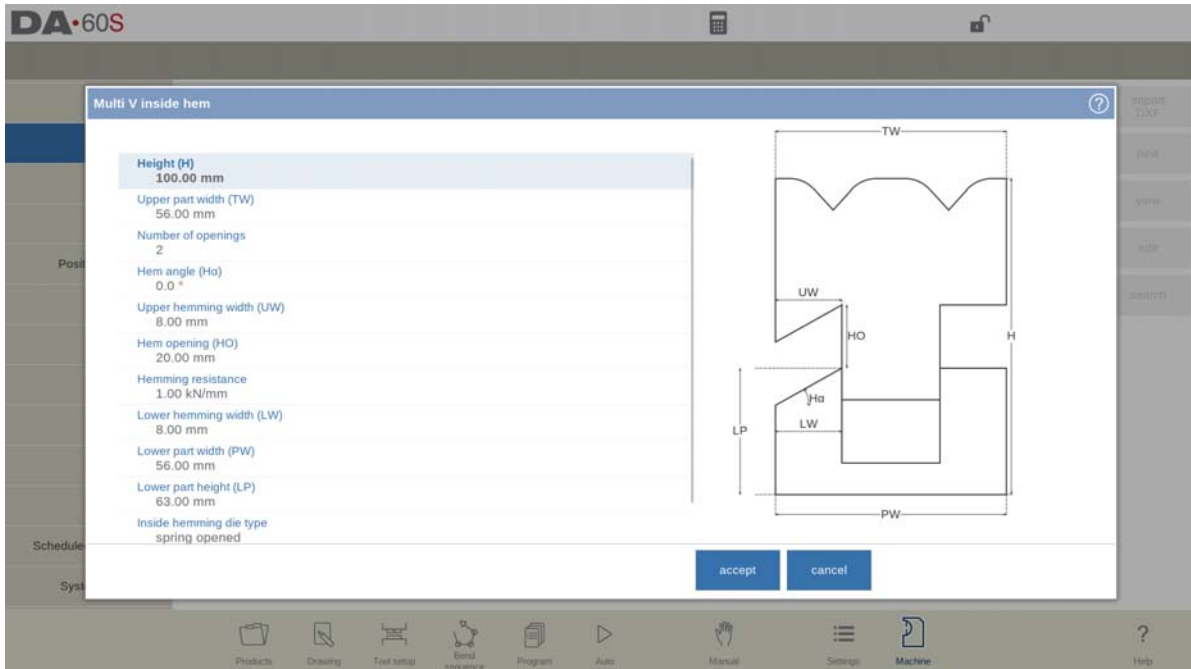 DA•60S
Multi V inside hem
?
import
DXF
new
view
edit
search
Height (H)
100.00 mm
Upper part width (TW)
56.00 mm
Number of openings
2
Hem angle (Hα)
0.0 °
Upper hemming width (UW)
8.00 mm
Hem opening (HO)
20.00 mm
Hemming resistance
1.00 kN/mm
Lower hemming width (LW)
8.00 mm
Lower part width (PW)
56.00 mm
Lower part height (LP)
63.00 mm
Inside hemming die type
spring opened
TW
UW
HO
H
Hα
LW
LP
PW
Posit
Schedule
Syst
accept
cancel
Products
Drawing
Tool setup
Bend
sequence
Program
Auto
Manual
Settings
Machine
?
Help